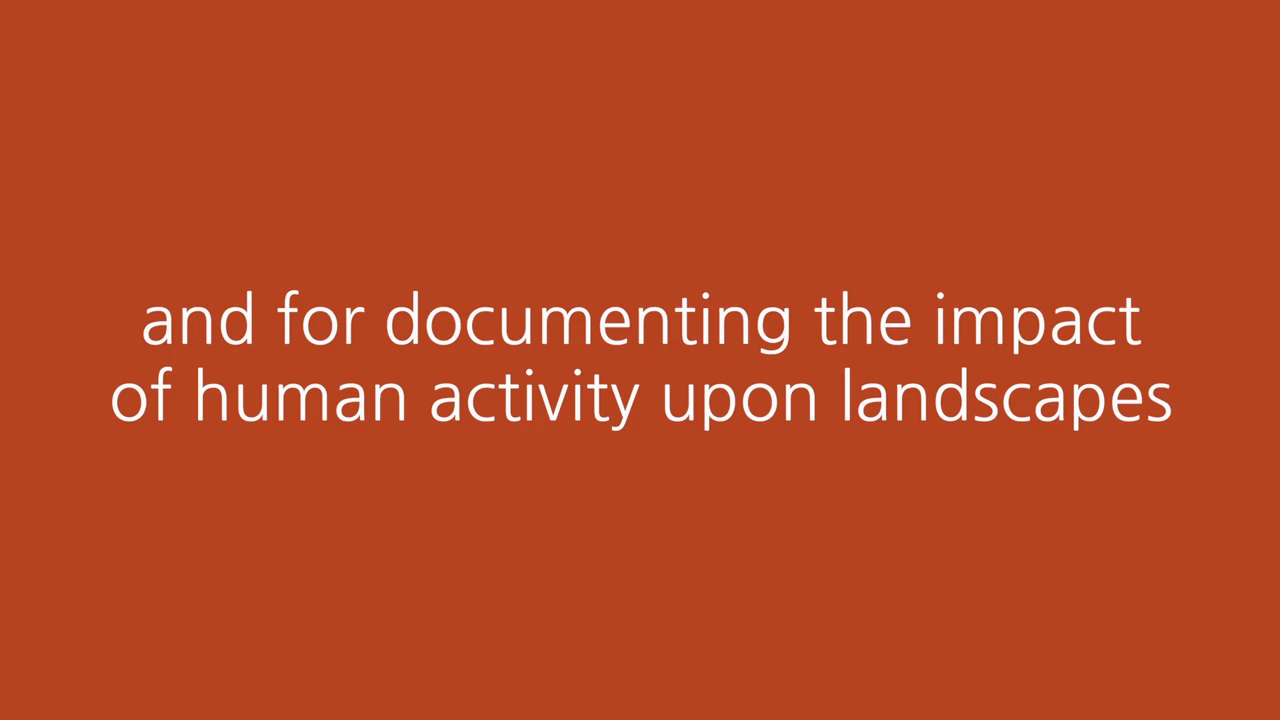 and for documenting the impact
of human activity upon landscapes